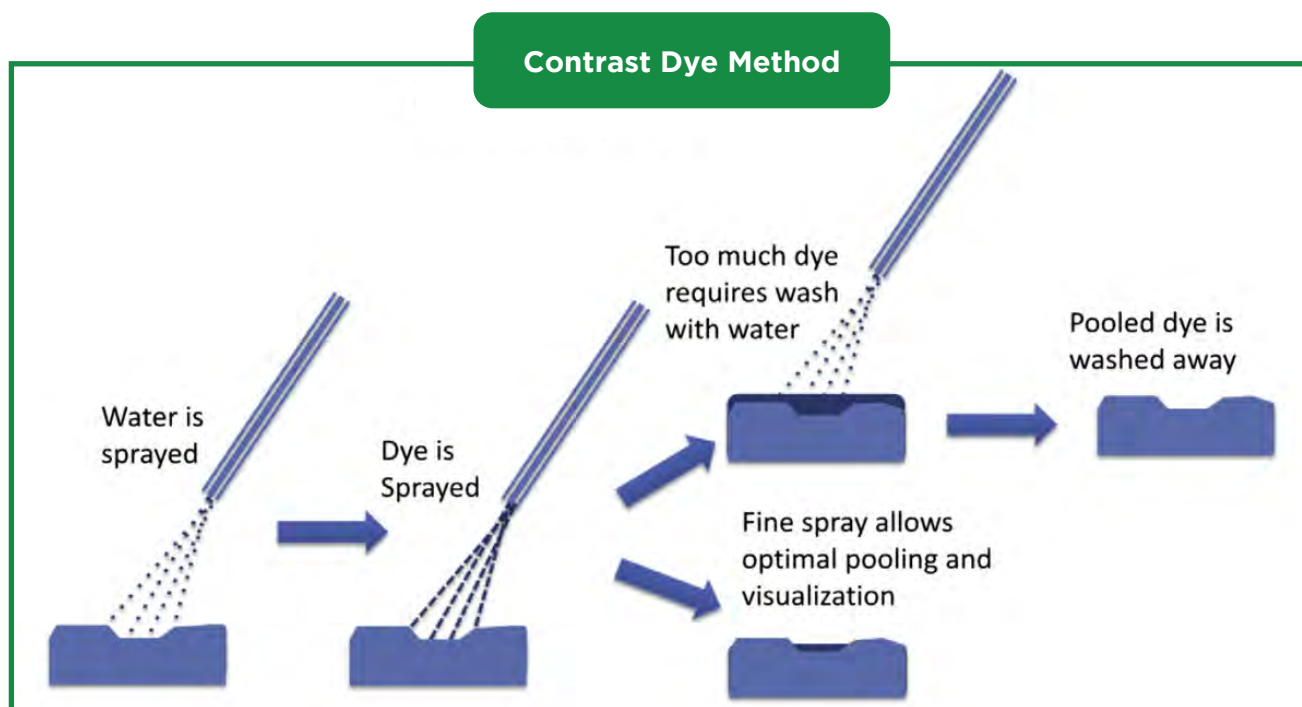 Contrast Dye Method
Water is
sprayed
Dye is
Sprayed
Too much dye
requires wash
with water
Pooled dye is
washed away
Fine spray allows
optimal pooling and
visualization